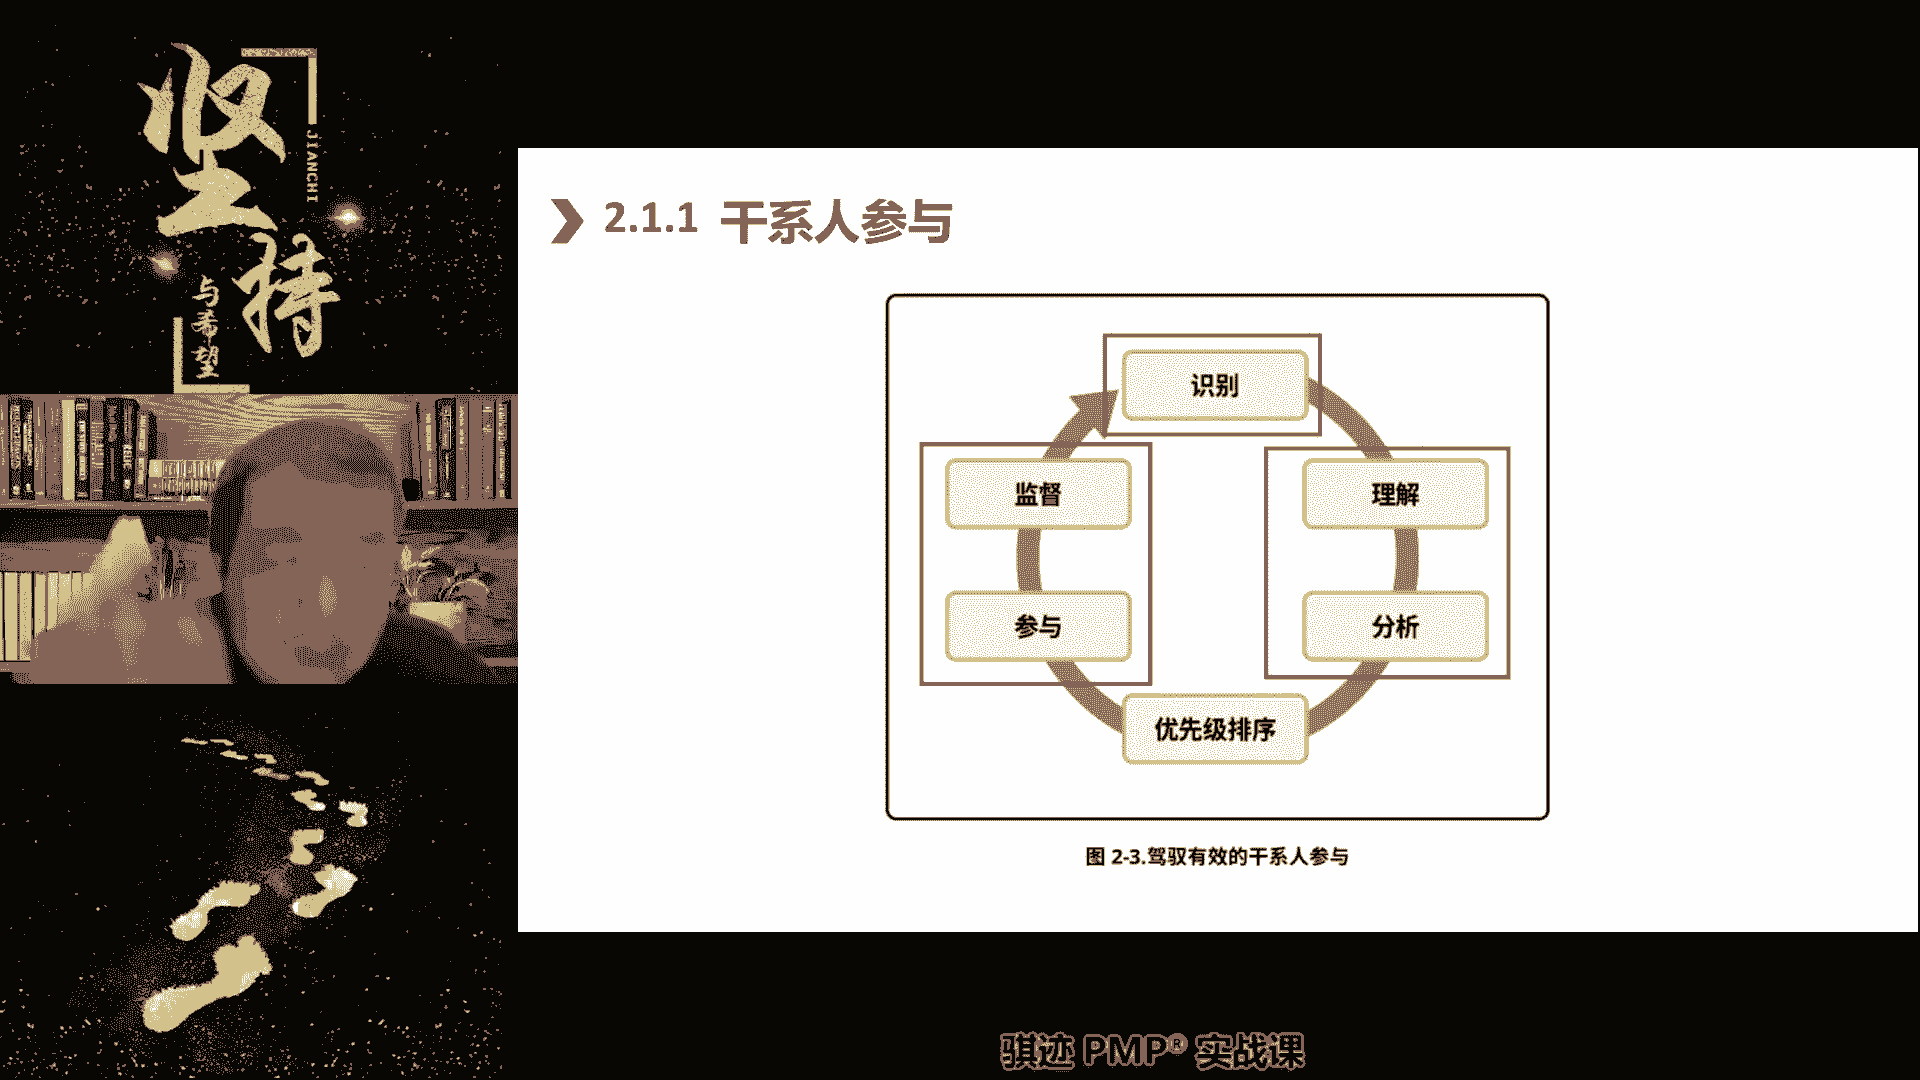 坚持
JIANCHI
与希望
2.1.1 干系人参与
识别
监督
理解
参与
分析
优先级排序
图 2-3.驾驭有效的干系人参与
骐迹 PMP® 实战课